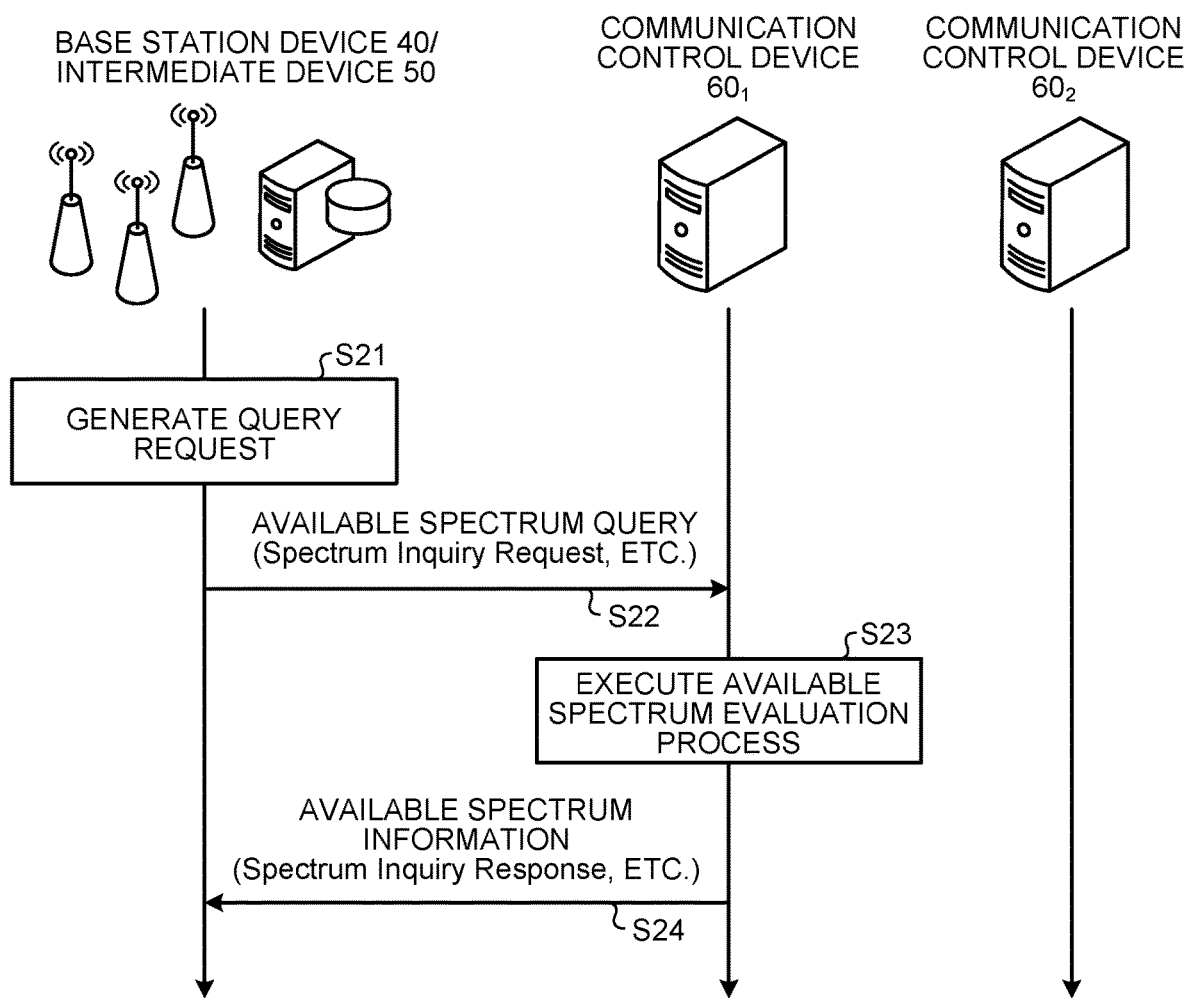 BASE STATION DEVICE 40/
INTERMEDIATE DEVICE 50
COMMUNICATION
CONTROL DEVICE
60₁
COMMUNICATION
CONTROL DEVICE
60₂
S21
GENERATE QUERY
REQUEST
AVAILABLE SPECTRUM QUERY
(Spectrum Inquiry Request, ETC.)
S22
S23
EXECUTE AVAILABLE
SPECTRUM EVALUATION
PROCESS
AVAILABLE SPECTRUM
INFORMATION
(Spectrum Inquiry Response, ETC.)
S24